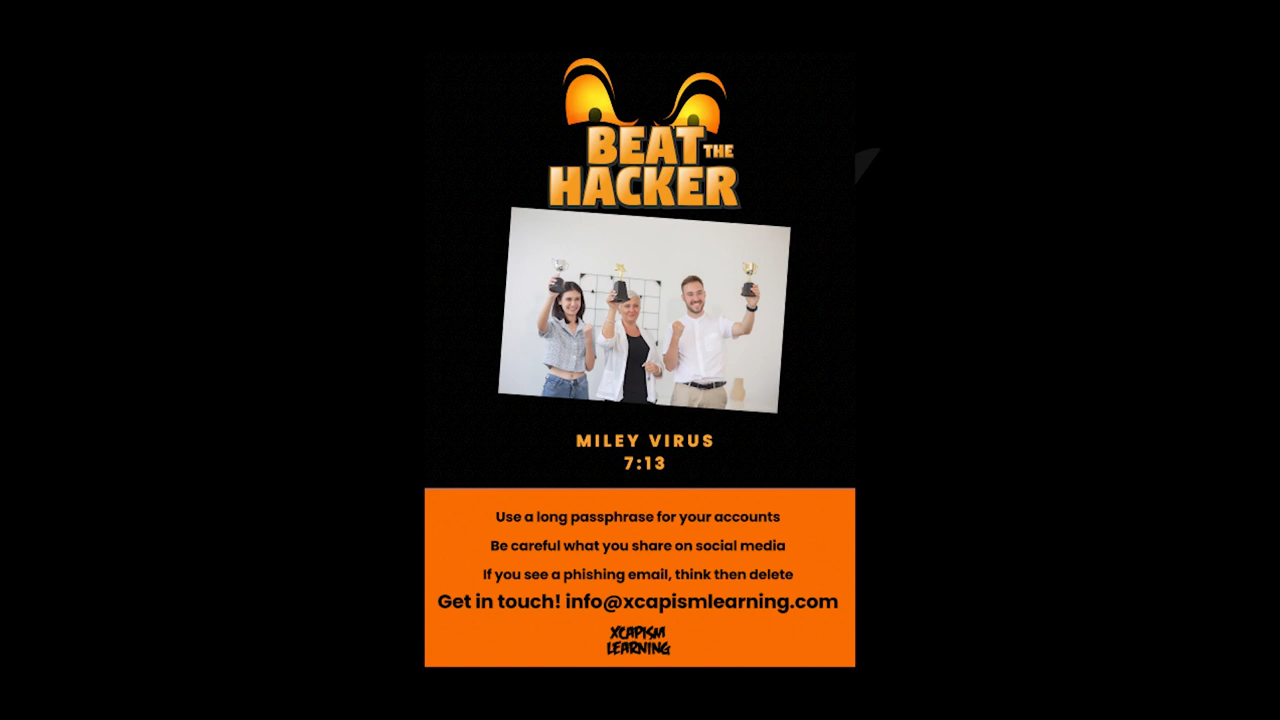 BEAT THE
HACKER
MILEY VIRUS
7:13
Use a long passphrase for your accounts
Be careful what you share on social media
If you see a phishing email, think then delete
Get in touch! info@xcapismlearning.com
XCAPISM
LEARNING